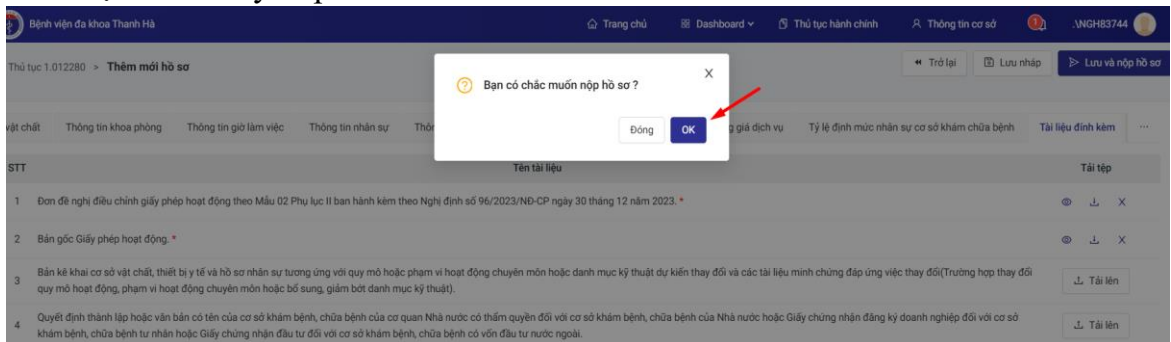 Bệnh viện đa khoa Thanh Hà Trang chủ Dashboard Thủ tục hành chính Thông tin cơ sở 1 .\NGH83744
Thủ tục 1.012280 > Thêm mới hồ sơ Trở lại Lưu nháp Lưu và nộp hồ sơ
Bạn có chắc muốn nộp hồ sơ ? X
Đóng OK
vật chất Thông tin khoa phòng Thông tin giờ làm việc Thông tin nhân sự g giá dịch vụ Tỷ lệ định mức nhân sự cơ sở khám chữa bệnh Tài liệu đính kèm ...
STT Tên tài liệu Tải tệp
1 Đơn đề nghị điều chỉnh giấy phép hoạt động theo Mẫu 02 Phụ lục II ban hành kèm theo Nghị định số 96/2023/NĐ-CP ngày 30 tháng 12 năm 2023. *
2 Bản gốc Giấy phép hoạt động. *
3 Bản kê khai cơ sở vật chất, thiết bị y tế và hồ sơ nhân sự tương ứng với quy mô hoặc phạm vi hoạt động chuyên môn hoặc danh mục kỹ thuật dự kiến thay đổi và các tài liệu minh chứng đáp ứng việc thay đổi(Trường hợp thay đổi
quy mô hoạt động, phạm vi hoạt động chuyên môn hoặc bổ sung, giảm bớt danh mục kỹ thuật). Tải lên
4 Quyết định thành lập hoặc văn bản có tên của cơ sở khám bệnh, chữa bệnh của cơ quan Nhà nước có thẩm quyền đối với cơ sở khám bệnh, chữa bệnh của Nhà nước hoặc Giấy chứng nhận đăng ký doanh nghiệp đối với cơ sở
khám bệnh, chữa bệnh tư nhân hoặc Giấy chứng nhận đầu tư đối với cơ sở khám bệnh, chữa bệnh có vốn đầu tư nước ngoài. Tải lên